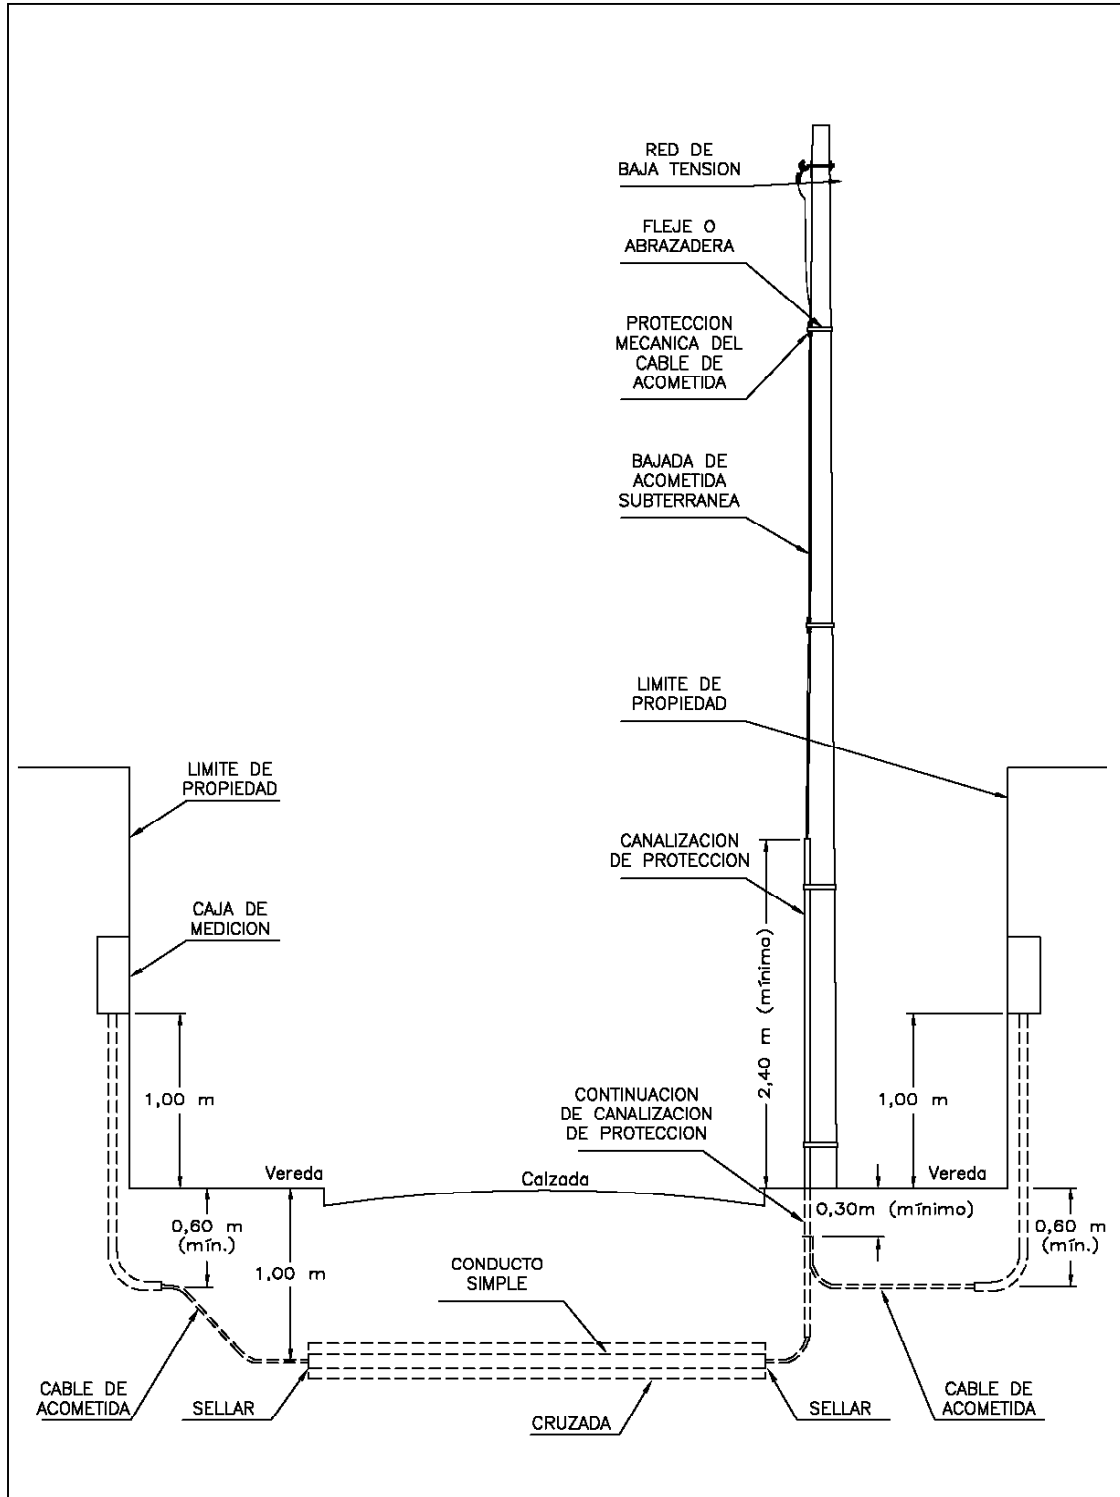 RED DE
BAJA TENSION
FLEJE O
ABRAZADERA
PROTECCION
MECANICA DEL
CABLE DE
ACOMETIDA
BAJADA DE
ACOMETIDA
SUBTERRANEA
LIMITE DE
PROPIEDAD
LIMITE DE
PROPIEDAD
CANALIZACION
DE PROTECCION
CAJA DE
MEDICION
2,40 m (mínima)
1,00 m
CONTINUACION
DE CANALIZACION
DE PROTECCION
1,00 m
Vereda
Calzada
Vereda
0,60 m
(mín.)
0,30m (mínimo)
0,60 m
(mín.)
1,00 m
CONDUCTO
SIMPLE
CABLE DE
ACOMETIDA
SELLAR
CRUZADA
SELLAR
CABLE DE
ACOMETIDA